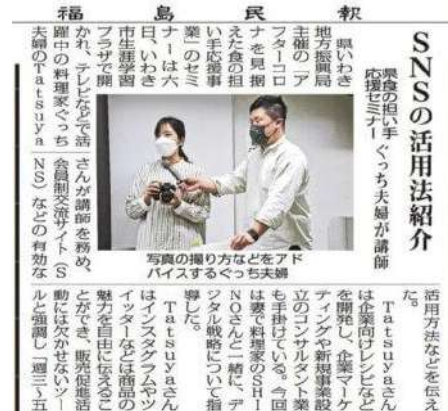 福島民報
SNSの活用法紹介
県食の担い手
応援セミナー
ぐっち夫婦が講師
県いわき
地方振興局
主催の「ア
フターコロ
ナを見据
えた食の担
い手応援事
業」のセミ
ナーは六
日、いわき
市生涯学習
プラザで開
かれ、テレビなどで活
躍中の料理家ぐっち
夫婦のTatsuya
さんが講師を務め、
会員制交流サイト(S
NS)などの有効な
写真の撮り方などをアド
バイスするぐっち夫婦
活用方法などを伝え
た。
Tatsuyaさん
は企業向けレシピなど
を開発し、企業マーケ
ティングや新規事業設
立のコンサルタント業
も手掛けている。今回
は妻で料理家のSHI
NOさんと一緒に、デ
ジタル戦略について指
導した。
Tatsuyaさん
はインスタグラムやツ
イッターなどは商品の
魅力を自由に伝えるこ
とができ、販売促進活
動には欠かせないツー
ルと強調し「週三~五